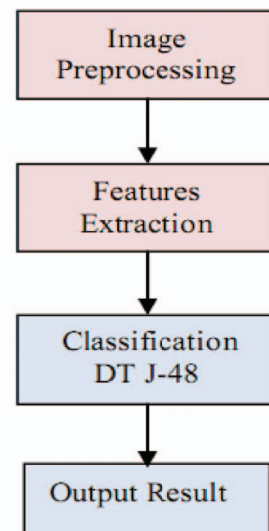 Image
Preprocessing
Features
Extraction
Classification
DT J-48
Output Result